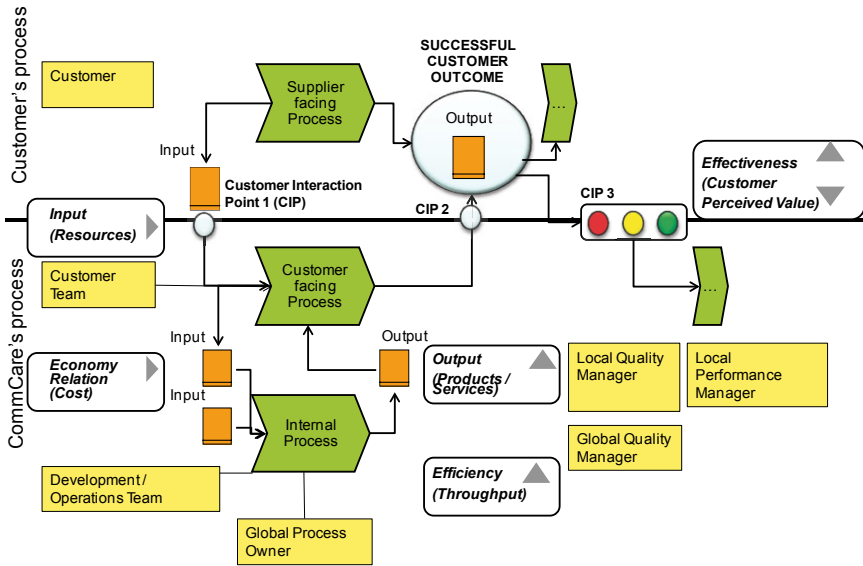 Customer's process
Customer
Supplier
facing
Process
SUCCESSFUL
CUSTOMER
OUTCOME
Output
...
Input
Customer Interaction
Point 1 (CIP)
CIP 2
CIP 3
Effectiveness
(Customer
Perceived Value)
Input
(Resources)
CommCare's process
Customer
Team
Customer
facing
Process
...
Input
Output
Economy
Relation
(Cost)
Input
Internal
Process
Output
(Products /
Services)
Local Quality
Manager
Local
Performance
Manager
Global Quality
Manager
Efficiency
(Throughput)
Development /
Operations Team
Global Process
Owner